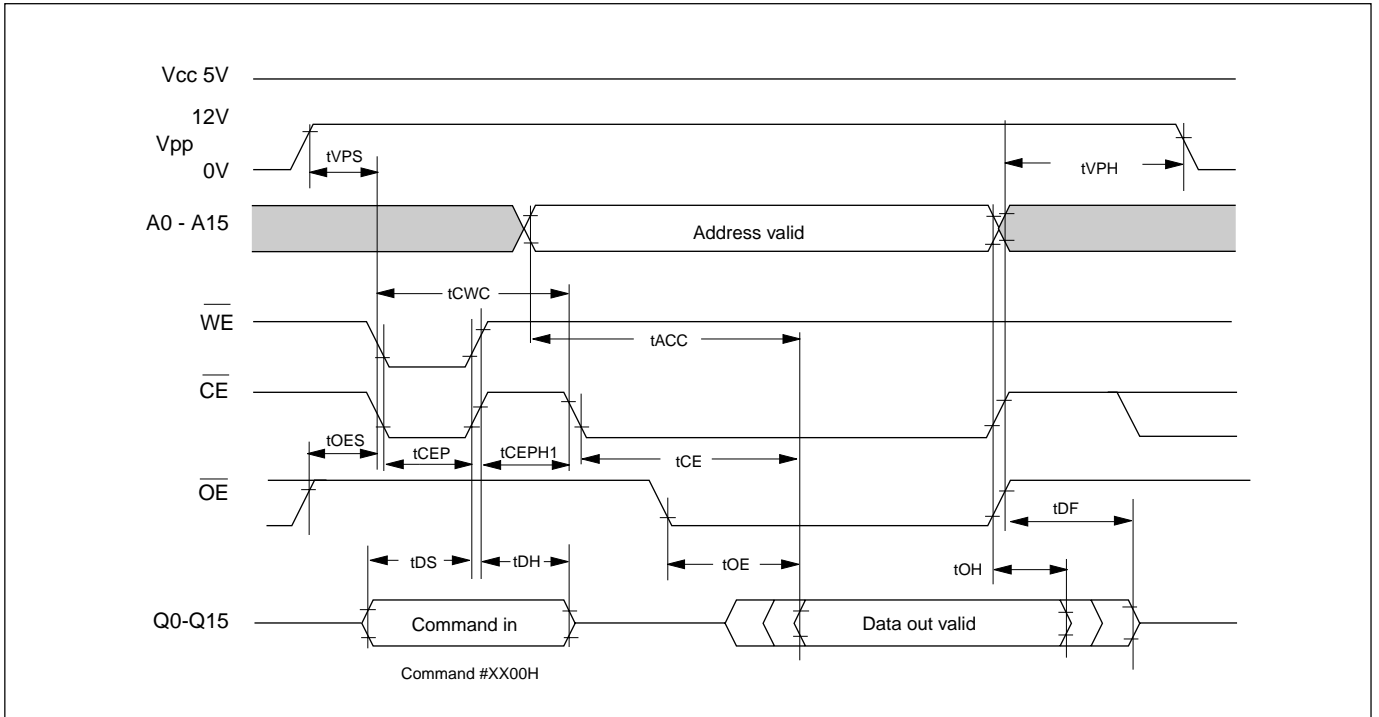 Vcc 5V
12V
Vpp
0V
tVPS
tVPH
A0 - A15
Address valid
tCWC
WE
tACC
CE
tOES
tCEP
tCEPH1
tCE
OE
tDF
tDS
tDH
tOE
tOH
Q0-Q15
Command in
Data out valid
Command #XX00H